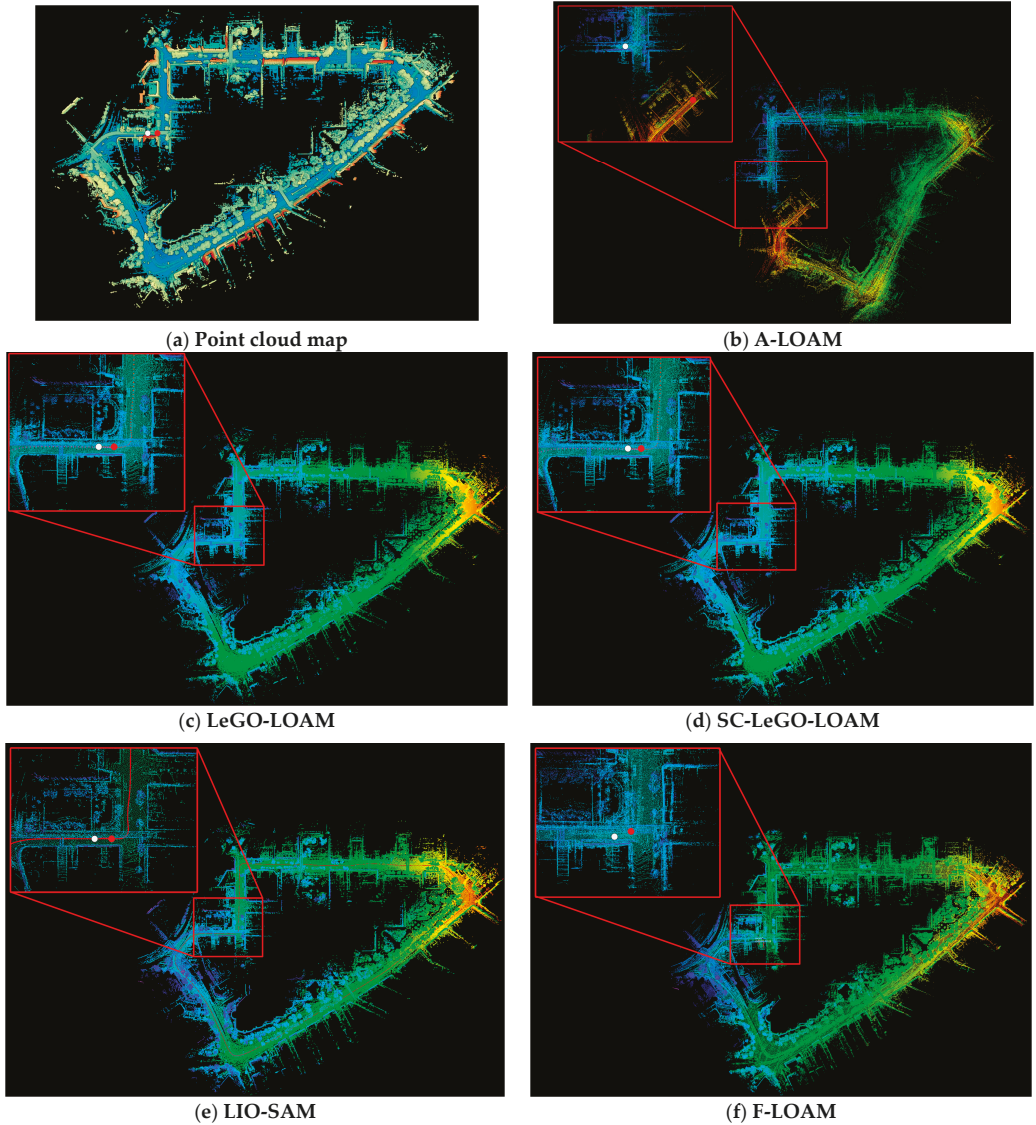 (a) Point cloud map
(b) A-LOAM
(c) LeGO-LOAM
(d) SC-LeGO-LOAM
(e) LIO-SAM
(f) F-LOAM